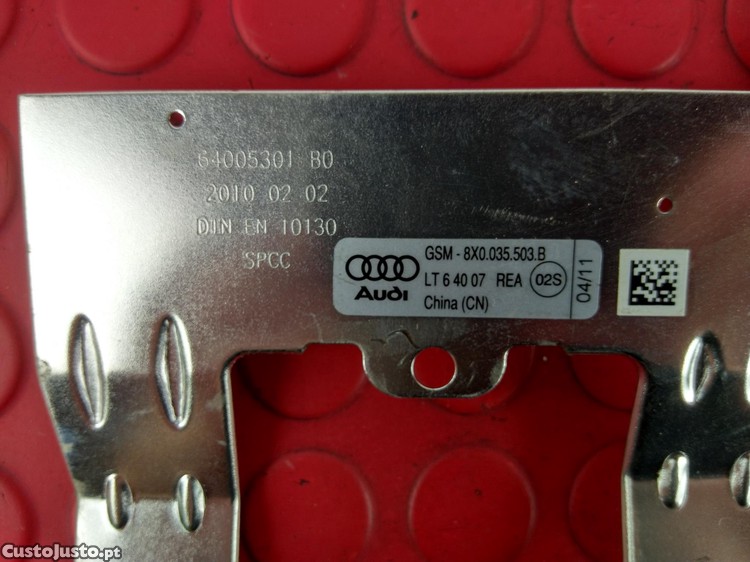 64005301 B0
2010 02 02
DIN EN 10130
SPCC
Audi
GSM - 8X0.035.503.B
LT 6 40 07 REA 02S
China (CN)
04/11
CustoJusto.pt